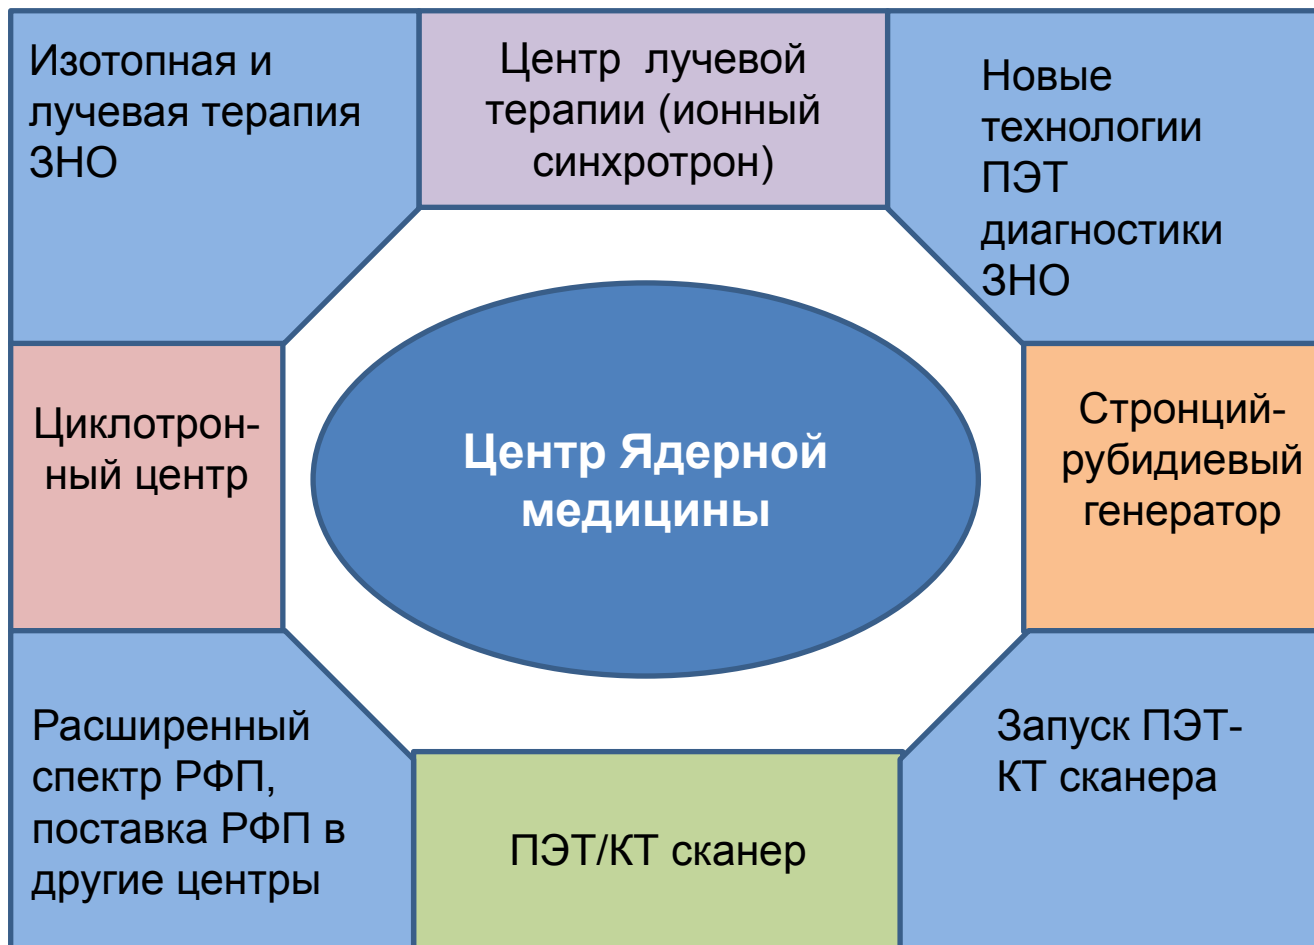 Изотопная и
лучевая терапия
ЗНО
Центр лучевой
терапии (ионный
синхротрон)
Новые
технологии
ПЭТ
диагностики
ЗНО
Циклотрон-
ный центр
Центр Ядерной
медицины
Стронций-
рубидиевый
генератор
Расширенный
спектр РФП,
поставка РФП в
другие центры
ПЭТ/КТ сканер
Запуск ПЭТ-
КТ сканера